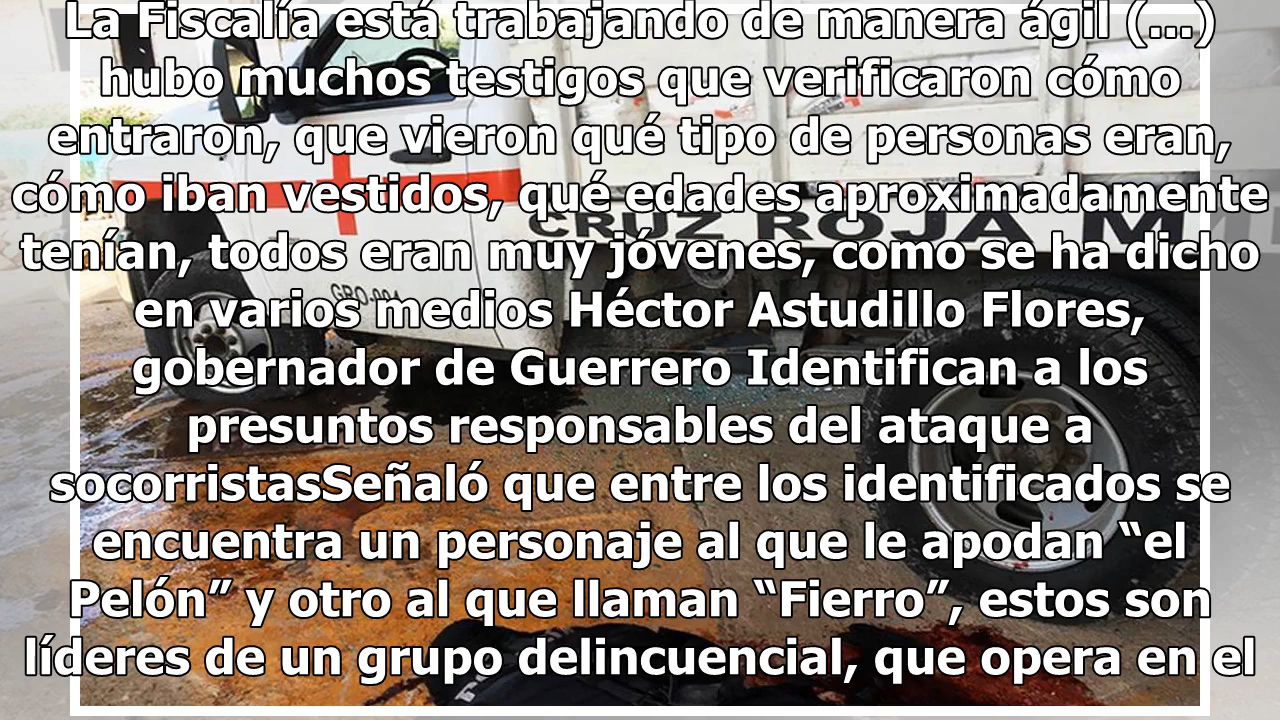 La Fiscalía está trabajando de manera ágil (...)
hubo muchos testigos que verificaron cómo
entraron, que vieron qué tipo de personas eran,
cómo iban vestidos, qué edades aproximadamente
tenían, todos eran muy jóvenes, como se ha dicho
en varios medios Héctor Astudillo Flores,
gobernador de Guerrero Identifican a los
presuntos responsables del ataque a
socorristasSeñaló que entre los identificados se
encuentra un personaje al que le apodan “el
Pelón” y otro al que llaman “Fierro”, estos son
líderes de un grupo delincuencial, que opera en el
CRUZ ROJA M